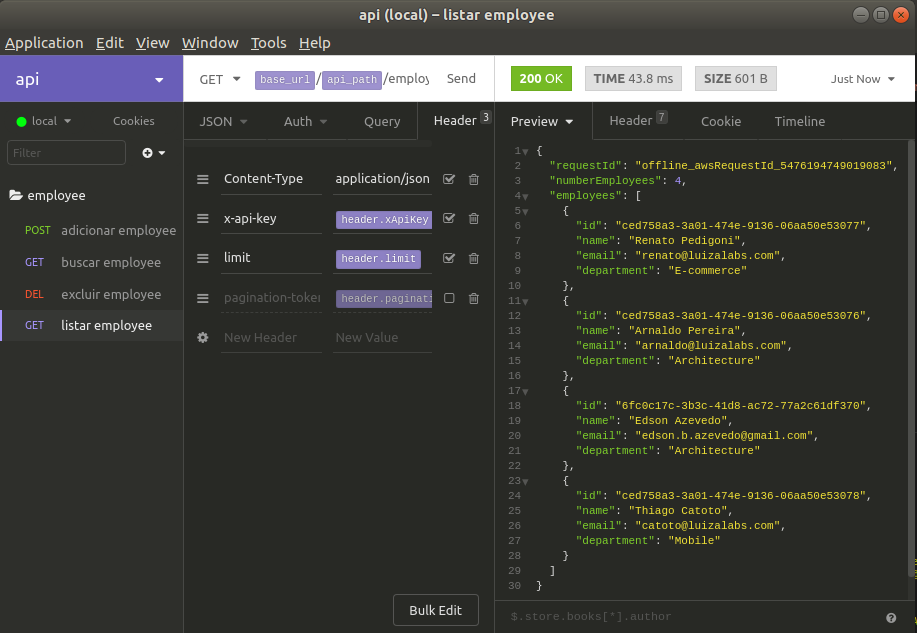 api (local) – listar employee
Application Edit View Window Tools Help
api
local Cookies
Filter
employee
POST adicionar employee
GET buscar employee
DEL excluir employee
GET listar employee
GET base_url/api_path/employ Send
JSON Auth Query Header 3
Content-Type application/json
x-api-key header.xApiKey
limit header.limit
pagination-token header.paginati
New Header New Value
Bulk Edit
200 OK TIME 43.8 ms SIZE 601 B Just Now
Preview Header 7 Cookie Timeline
1 {
2 "requestId": "offline_awsRequestId_5476194749019083",
3 "numberEmployees": 4,
4 "employees": [
5 {
6 "id": "ced758a3-3a01-474e-9136-06aa50e53077",
7 "name": "Renato Pedigoni",
8 "email": "renato@luizalabs.com",
9 "department": "E-commerce"
10 },
11 {
12 "id": "ced758a3-3a01-474e-9136-06aa50e53076",
13 "name": "Arnaldo Pereira",
14 "email": "arnaldo@luizalabs.com",
15 "department": "Architecture"
16 },
17 {
18 "id": "6fc0c17c-3b3c-41d8-ac72-77a2c61df370",
19 "name": "Edson Azevedo",
20 "email": "edson.b.azevedo@gmail.com",
21 "department": "Architecture"
22 },
23 {
24 "id": "ced758a3-3a01-474e-9136-06aa50e53078",
25 "name": "Thiago Catoto",
26 "email": "catoto@luizalabs.com",
27 "department": "Mobile"
28 }
29 ]
30 }
$.store.books[*].author